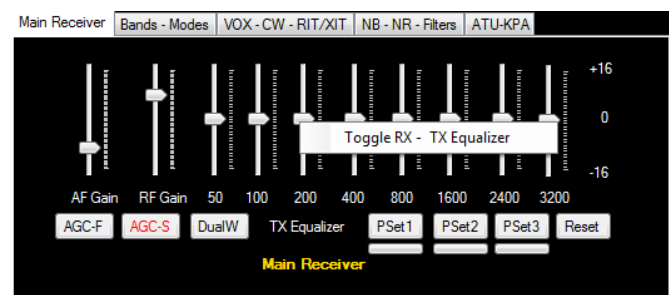 Main Receiver Bands - Modes VOX - CW - RIT/XIT NB - NR - Filters ATU-KPA
+16
0
Toggle RX - TX Equalizer
-16
AF Gain RF Gain 50 100 200 400 800 1600 2400 3200
AGC-F AGC-S DualW TX Equalizer PSet1 PSet2 PSet3 Reset
Main Receiver